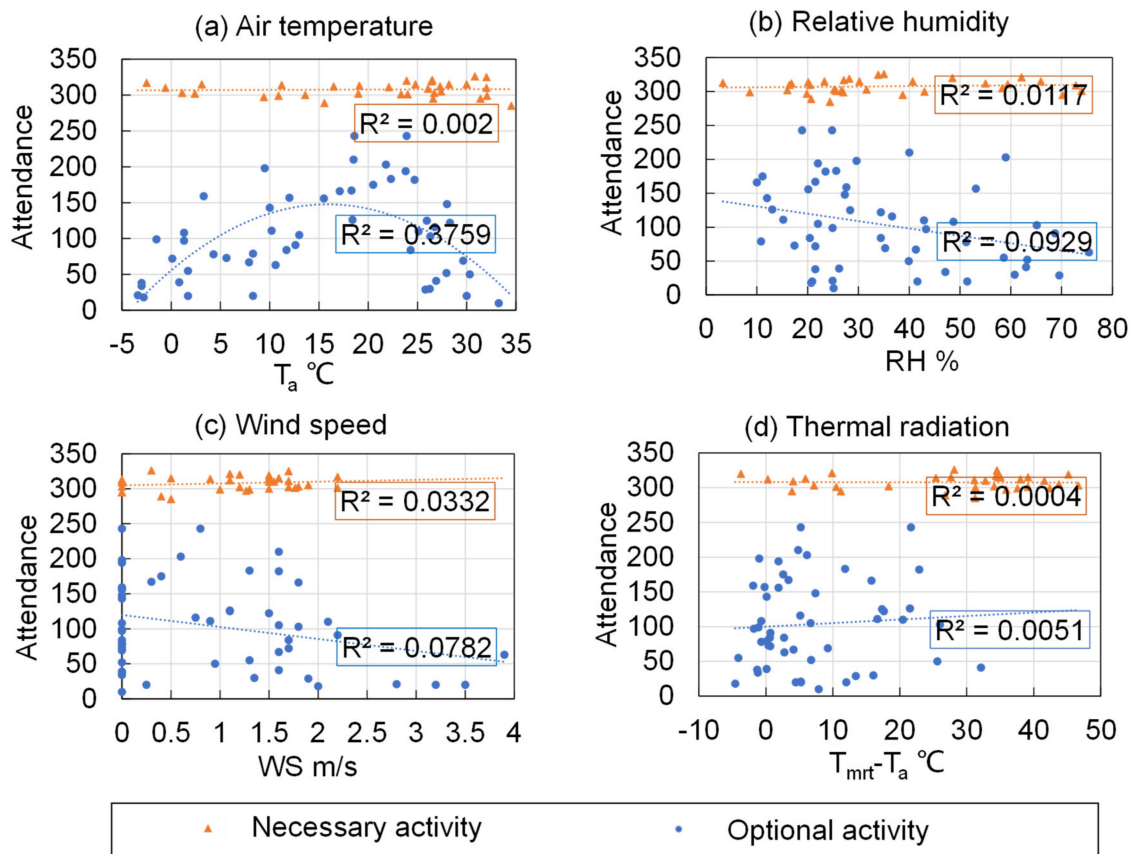 (a) Air temperature
350
300
250
200
150
100
50
0
Attendance
R² = 0.002
R² = 0.3759
-5 0 5 10 15 20 25 30 35
Tₐ ℃
(b) Relative humidity
350
300
250
200
150
100
50
0
Attendance
R² = 0.0117
R² = 0.0929
0 10 20 30 40 50 60 70 80
RH %
(c) Wind speed
350
300
250
200
150
100
50
0
Attendance
R² = 0.0332
R² = 0.0782
0 0.5 1 1.5 2 2.5 3 3.5 4
WS m/s
(d) Thermal radiation
350
300
250
200
150
100
50
0
Attendance
R² = 0.0004
R² = 0.0051
-10 0 10 20 30 40 50
Tmrt-Tₐ ℃
Necessary activity
Optional activity